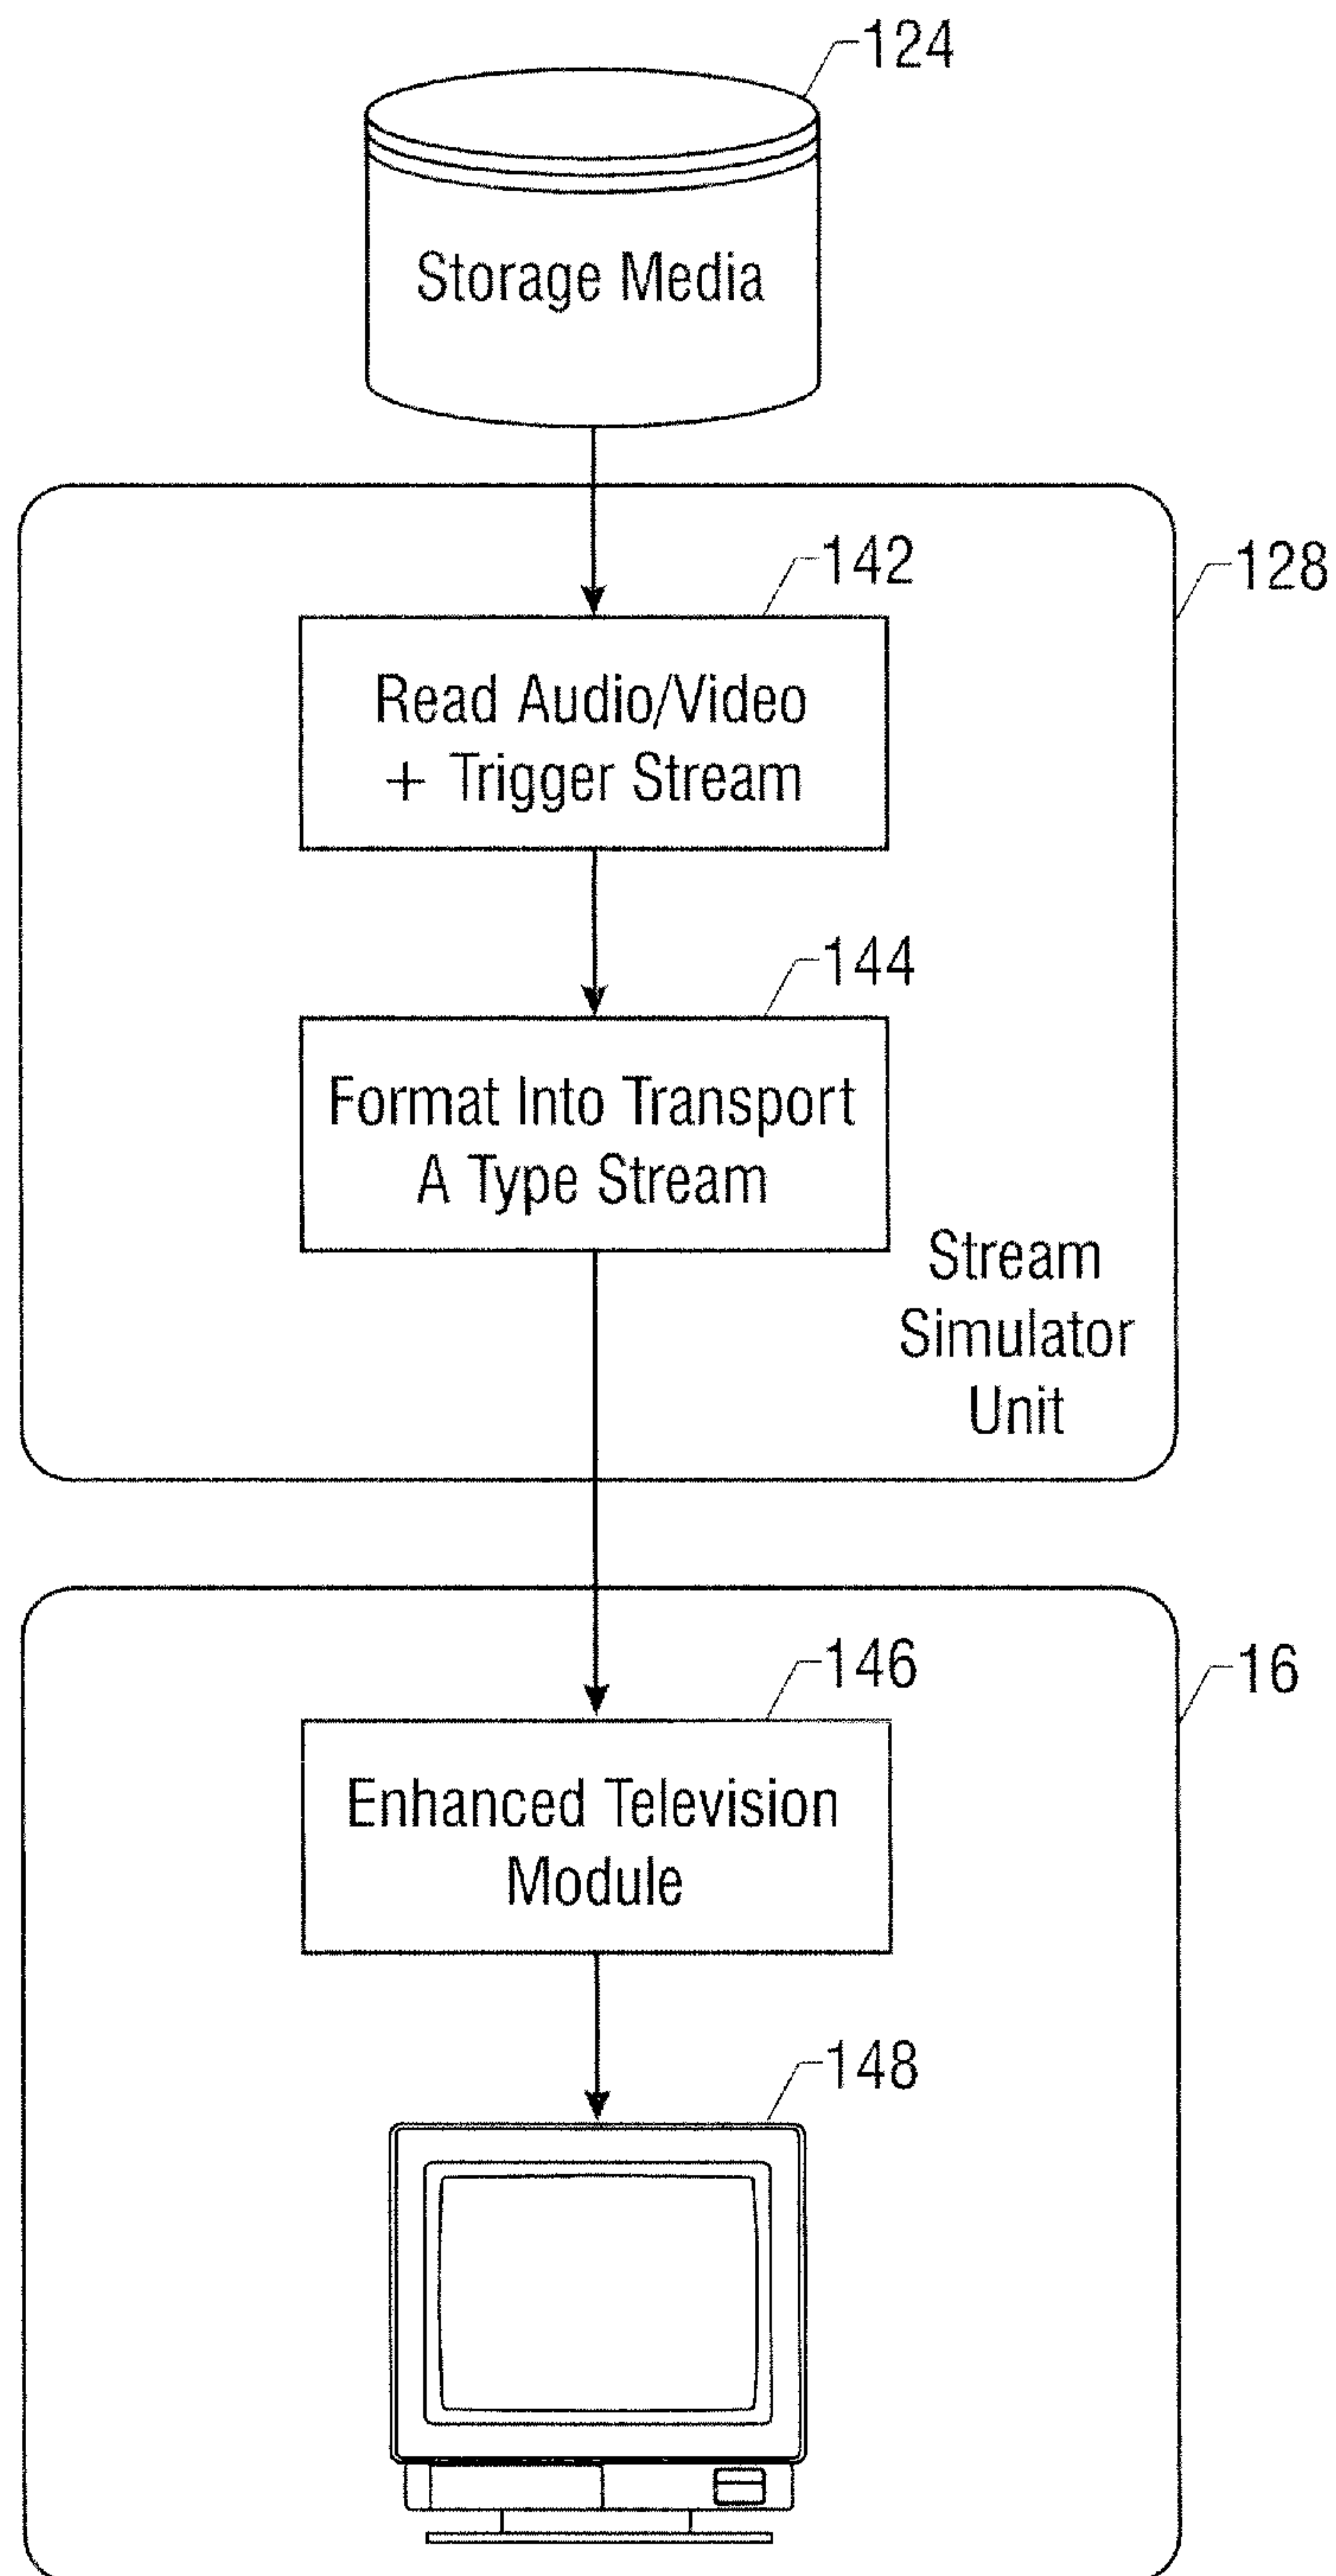 124
Storage Media
128
142
Read Audio/Video
+ Trigger Stream
144
Format Into Transport
A Type Stream
Stream
Simulator
Unit
16
146
Enhanced Television
Module
148